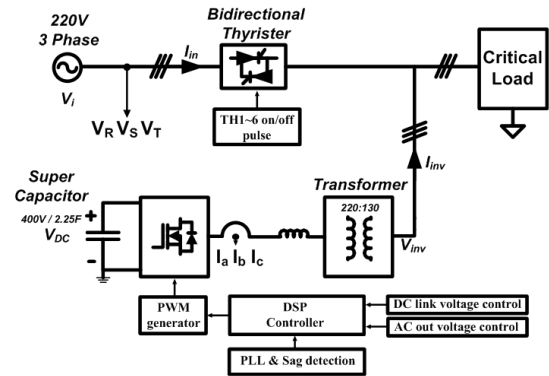 220V
3 Phase
Vi
VR VS VT
Iin
Bidirectional
Thyrister
TH1~6 on/off
pulse
Critical
Load
Iinv
Super
Capacitor
400V / 2.25F
VDC
+
-
Ia Ib Ic
Transformer
220:130
Vinv
PWM
generator
DSP
Controller
DC link voltage control
AC out voltage control
PLL & Sag detection